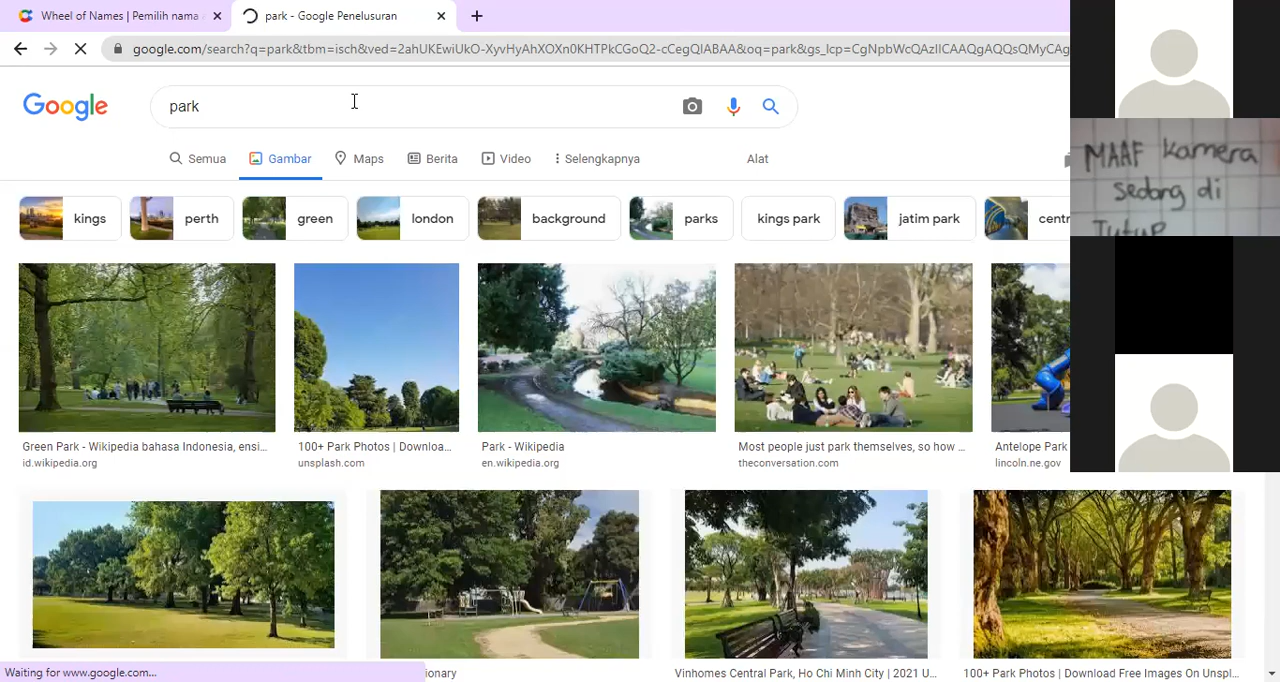 Wheel of Names | Pemilih nama
park - Google Penelusuran
google.com/search?q=park&tbm=isch&ved=2ahUKEwiUkO-XyvHyAhXOXn0KHTPkCGoQ2-cCegQIABAA&oq=park&gs_lcp=CgNpbWcQAzIICAAQgAQQsQMyCAg
Google
park
Semua
Gambar
Maps
Berita
Video
Selengkapnya
Alat
kings
perth
green
london
background
parks
kings park
jatim park
centr
Green Park - Wikipedia bahasa Indonesia, ensi...
id.wikipedia.org
100+ Park Photos | Downloa...
unsplash.com
Park - Wikipedia
en.wikipedia.org
Most people just park themselves, so how ...
theconversation.com
Antelope Park
lincoln.ne.gov
ionary
Vinhomes Central Park, Ho Chi Minh City | 2021 U...
100+ Park Photos | Download Free Images On Unspl...
Waiting for www.google.com...
MAAF Kamera
Sedang di
Tutup